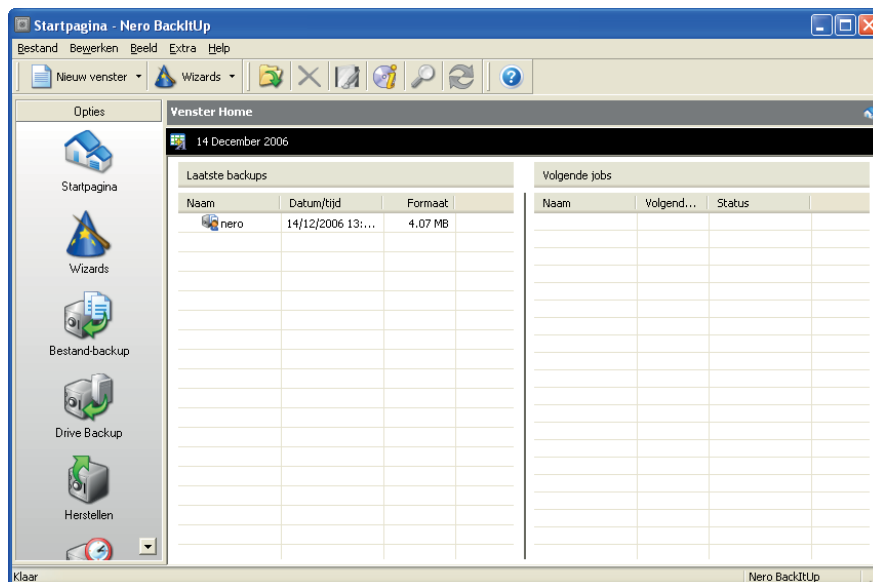 Startpagina - Nero BackItUp
Bestand Bewerken Beeld Extra Help
Nieuw venster Wizards
Opties
Venster Home
14 December 2006
Startpagina
Wizards
Bestand-backup
Drive Backup
Herstellen
Laatste backups
Naam Datum/tijd Formaat
nero 14/12/2006 13:... 4.07 MB
Volgende jobs
Naam Volgend... Status
Klaar
Nero BackItUp